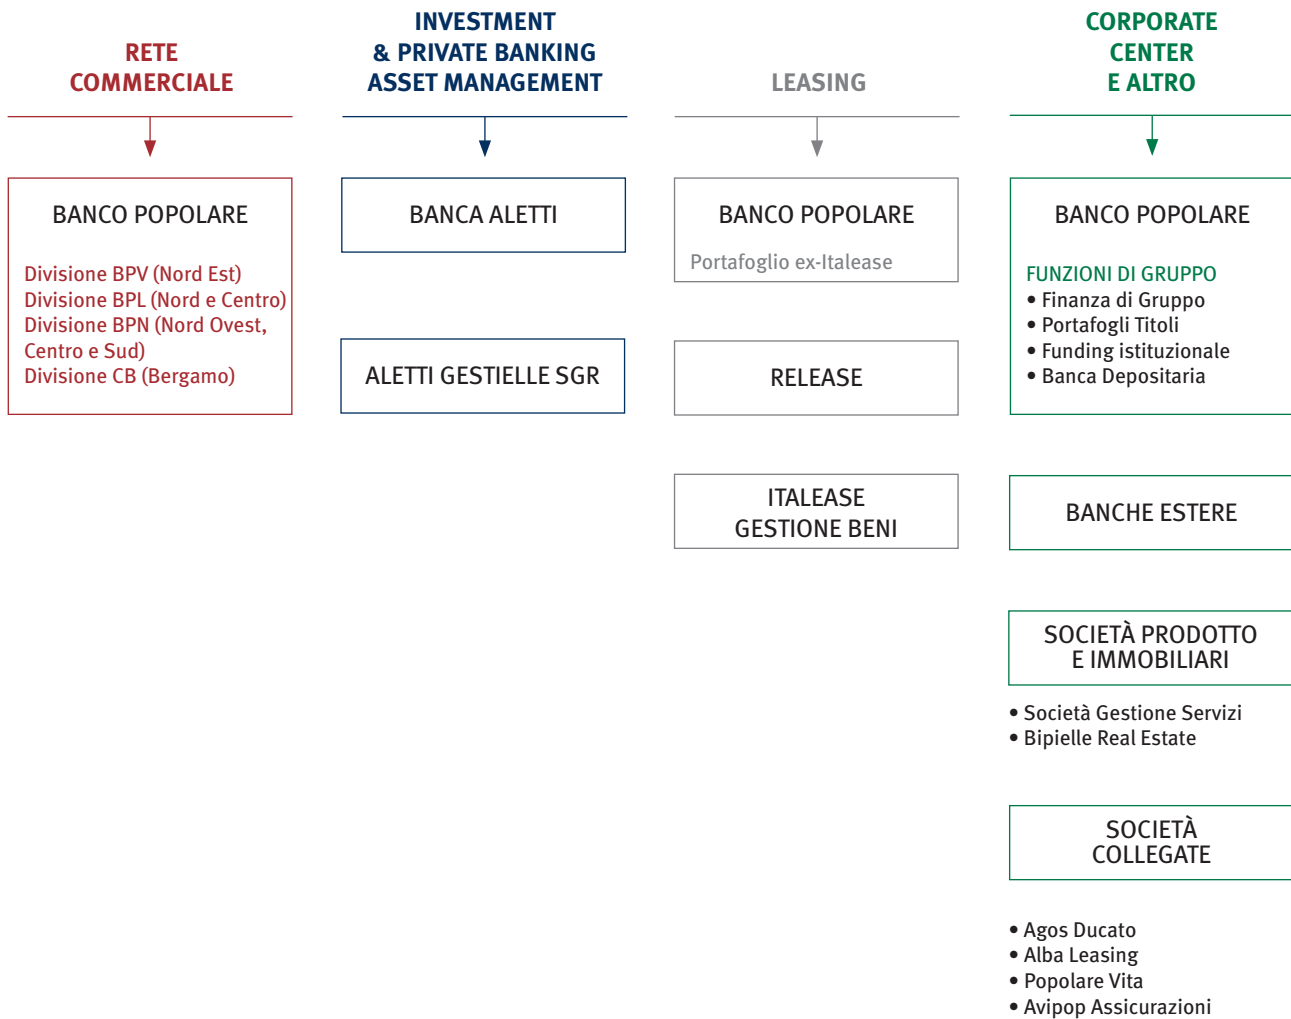 RETE
COMMERCIALE
BANCO POPOLARE
Divisione BPV (Nord Est)
Divisione BPL (Nord e Centro)
Divisione BPN (Nord Ovest,
Centro e Sud)
Divisione CB (Bergamo)
INVESTMENT
& PRIVATE BANKING
ASSET MANAGEMENT
BANCA ALETTI
ALETTI GESTIELLE SGR
LEASING
BANCO POPOLARE
Portafoglio ex-Italease
RELEASE
ITALEASE
GESTIONE BENI
CORPORATE
CENTER
E ALTRO
BANCO POPOLARE
FUNZIONI DI GRUPPO
• Finanza di Gruppo
• Portafogli Titoli
• Funding istituzionale
• Banca Depositaria
BANCHE ESTERE
SOCIETÀ PRODOTTO
E IMMOBILIARI
• Società Gestione Servizi
• Bipielle Real Estate
SOCIETÀ
COLLEGATE
• Agos Ducato
• Alba Leasing
• Popolare Vita
• Avipop Assicurazioni